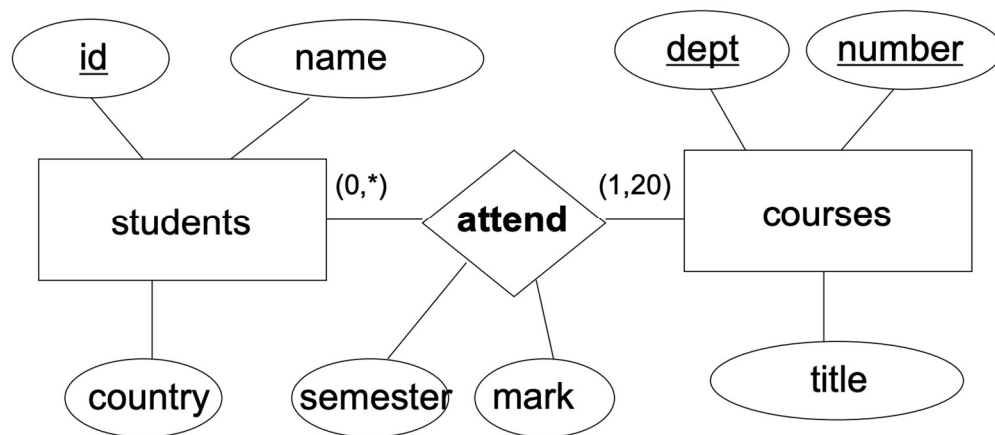 id
name
dept
number
students
(0,*)
attend
(1,20)
courses
country
semester
mark
title